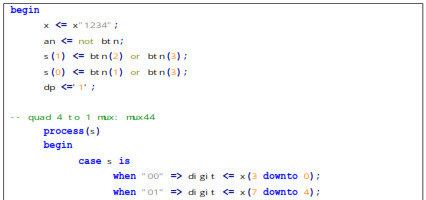 begin
x <= x"1234";
an <= not btn;
s(1) <= btn(2) or btn(3);
s(0) <= btn(1) or btn(3);
dp <='1';
-- quad 4 to 1 mux: mux44
process(s)
begin
case s is
when "00" => digit <= x(3 downto 0);
when "01" => digit <= x(7 downto 4);